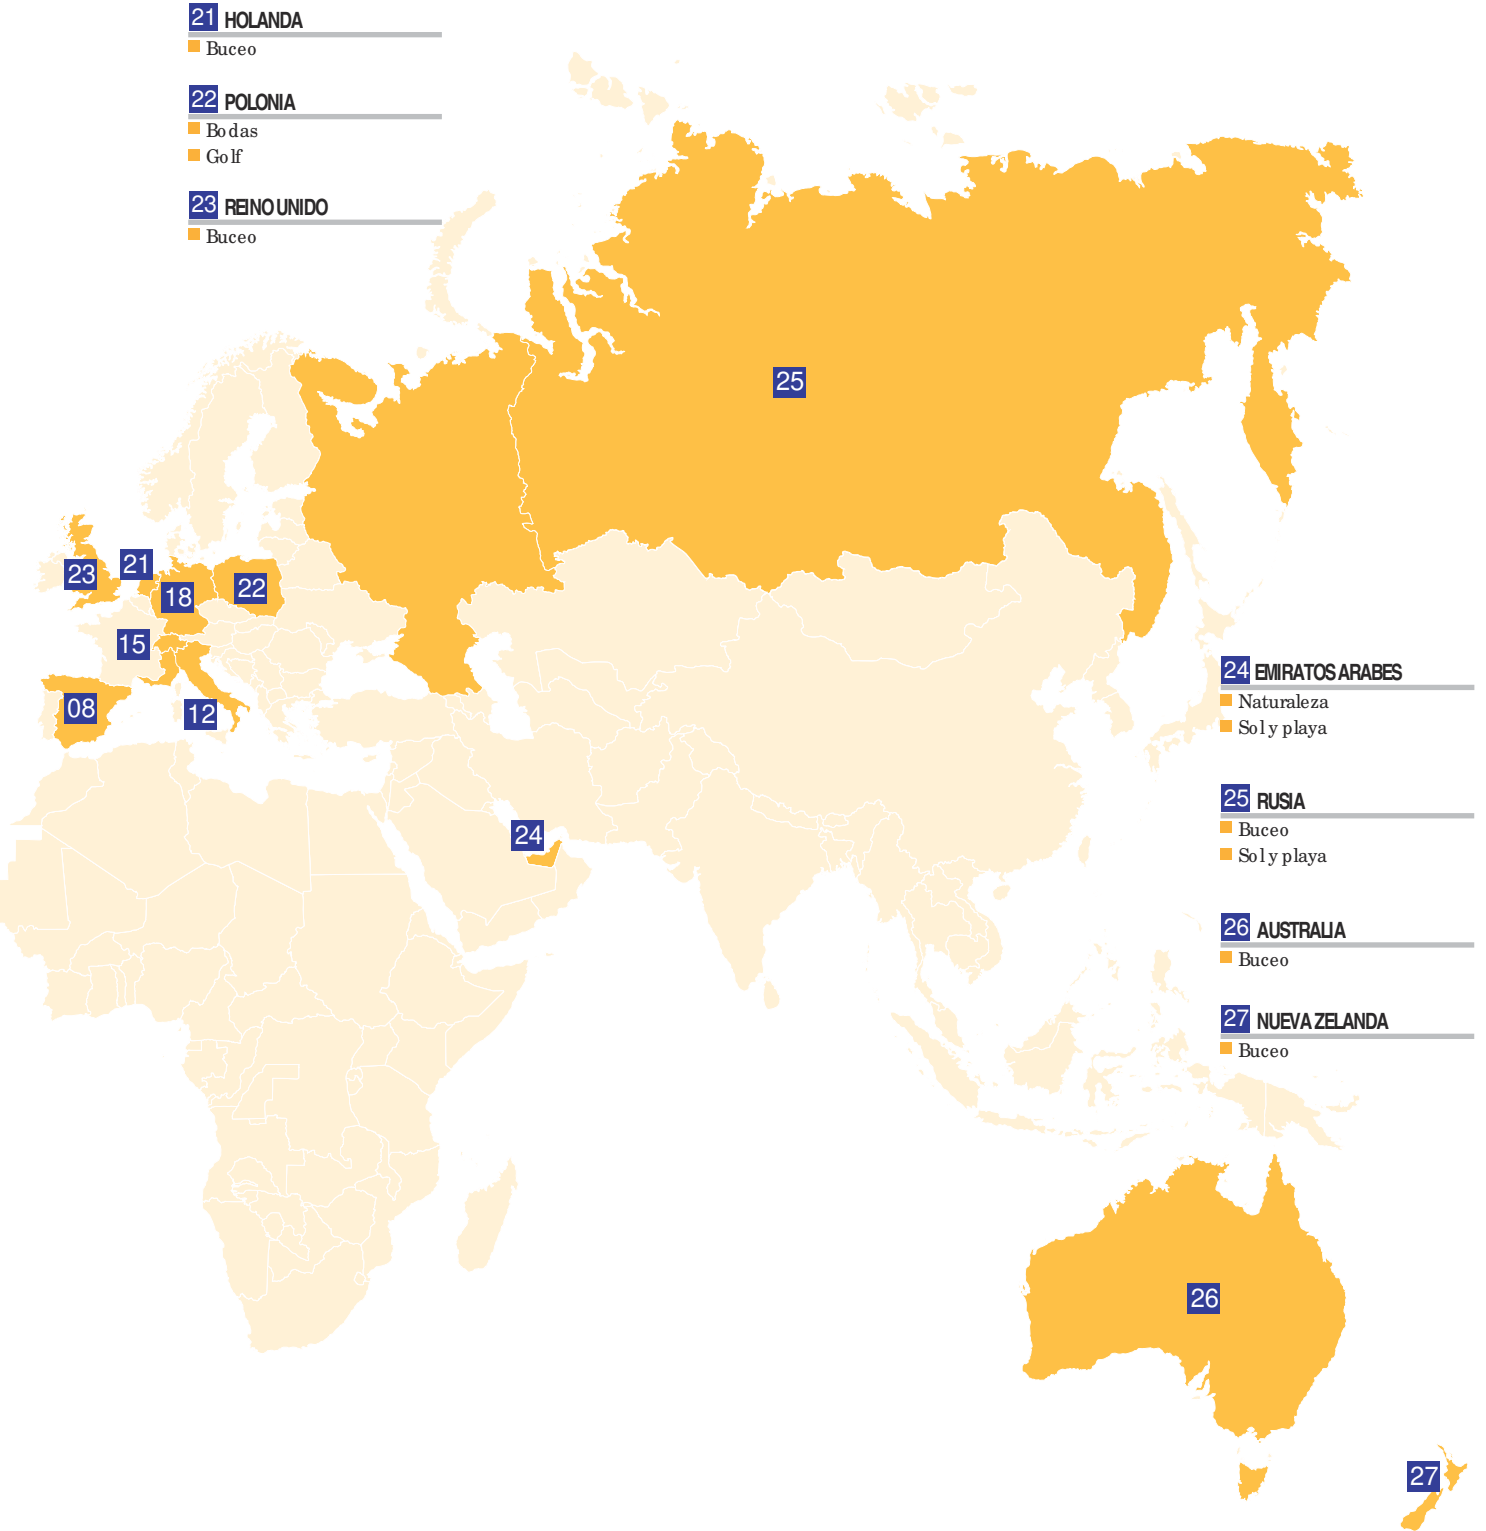 21 HOLANDA
Buceo
22 POLONIA
Bodas
Golf
23 REINO UNIDO
Buceo
25
21
23
22
18
15
08
12
24
24 EMIRATOS ARABES
Naturaleza
Sol y playa
25 RUSIA
Buceo
Sol y playa
26 AUSTRALIA
Buceo
27 NUEVA ZELANDA
Buceo
26
27